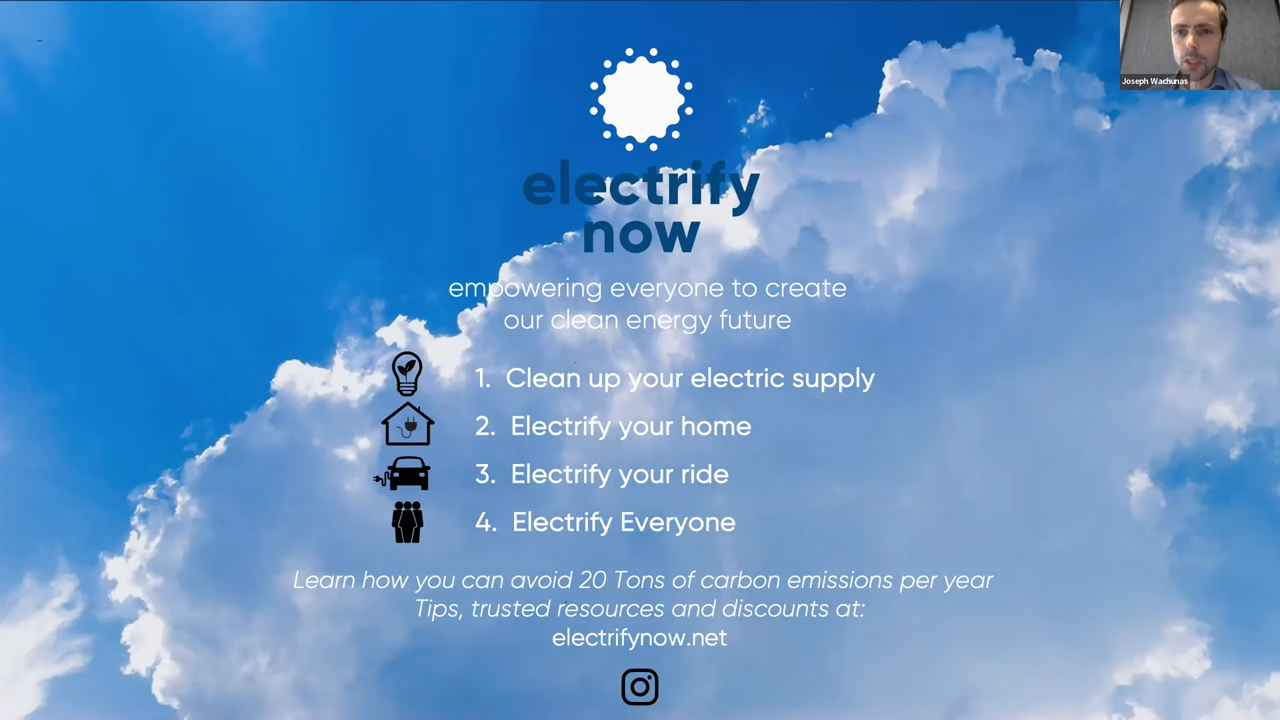 Joseph Wachunas
electrify
now
empowering everyone to create
our clean energy future
1. Clean up your electric supply
2. Electrify your home
3. Electrify your ride
4. Electrify Everyone
Learn how you can avoid 20 Tons of carbon emissions per year
Tips, trusted resources and discounts at:
electrifynow.net